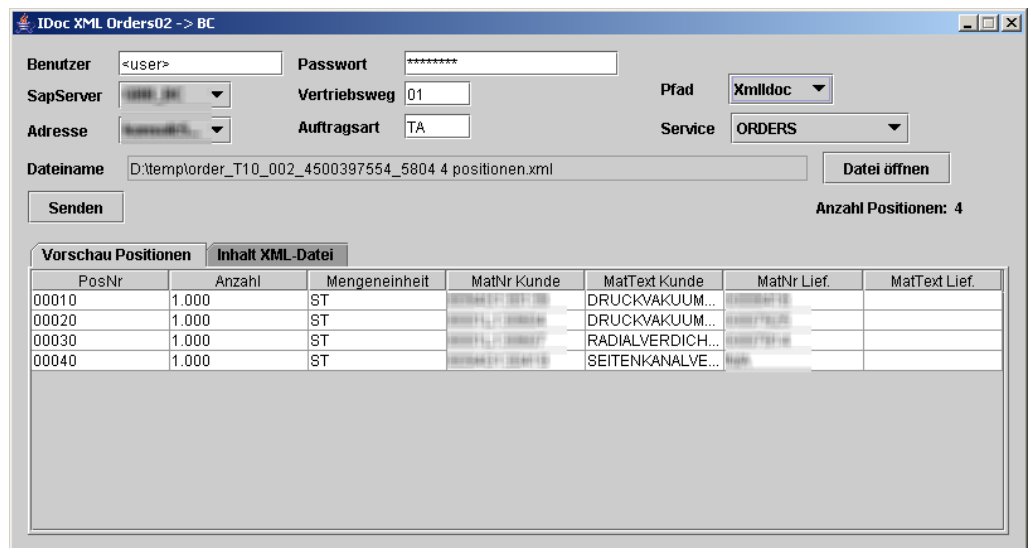 IDoc XML Orders02 -> BC
Benutzer <user> Passwort ********
SapServer Vertriebsweg 01 Pfad XmlIdoc
Adresse Auftragsart TA Service ORDERS
Dateiname D:\temp\order_T10_002_4500397554_5804 4 positionen.xml Datei öffnen
Senden Anzahl Positionen: 4
Vorschau Positionen Inhalt XML-Datei
PosNr Anzahl Mengeneinheit MatNr Kunde MatText Kunde MatNr Lief. MatText Lief.
00010 1.000 ST DRUCKVAKUUM...
00020 1.000 ST DRUCKVAKUUM...
00030 1.000 ST RADIALVERDICH...
00040 1.000 ST SEITENKANALVE...